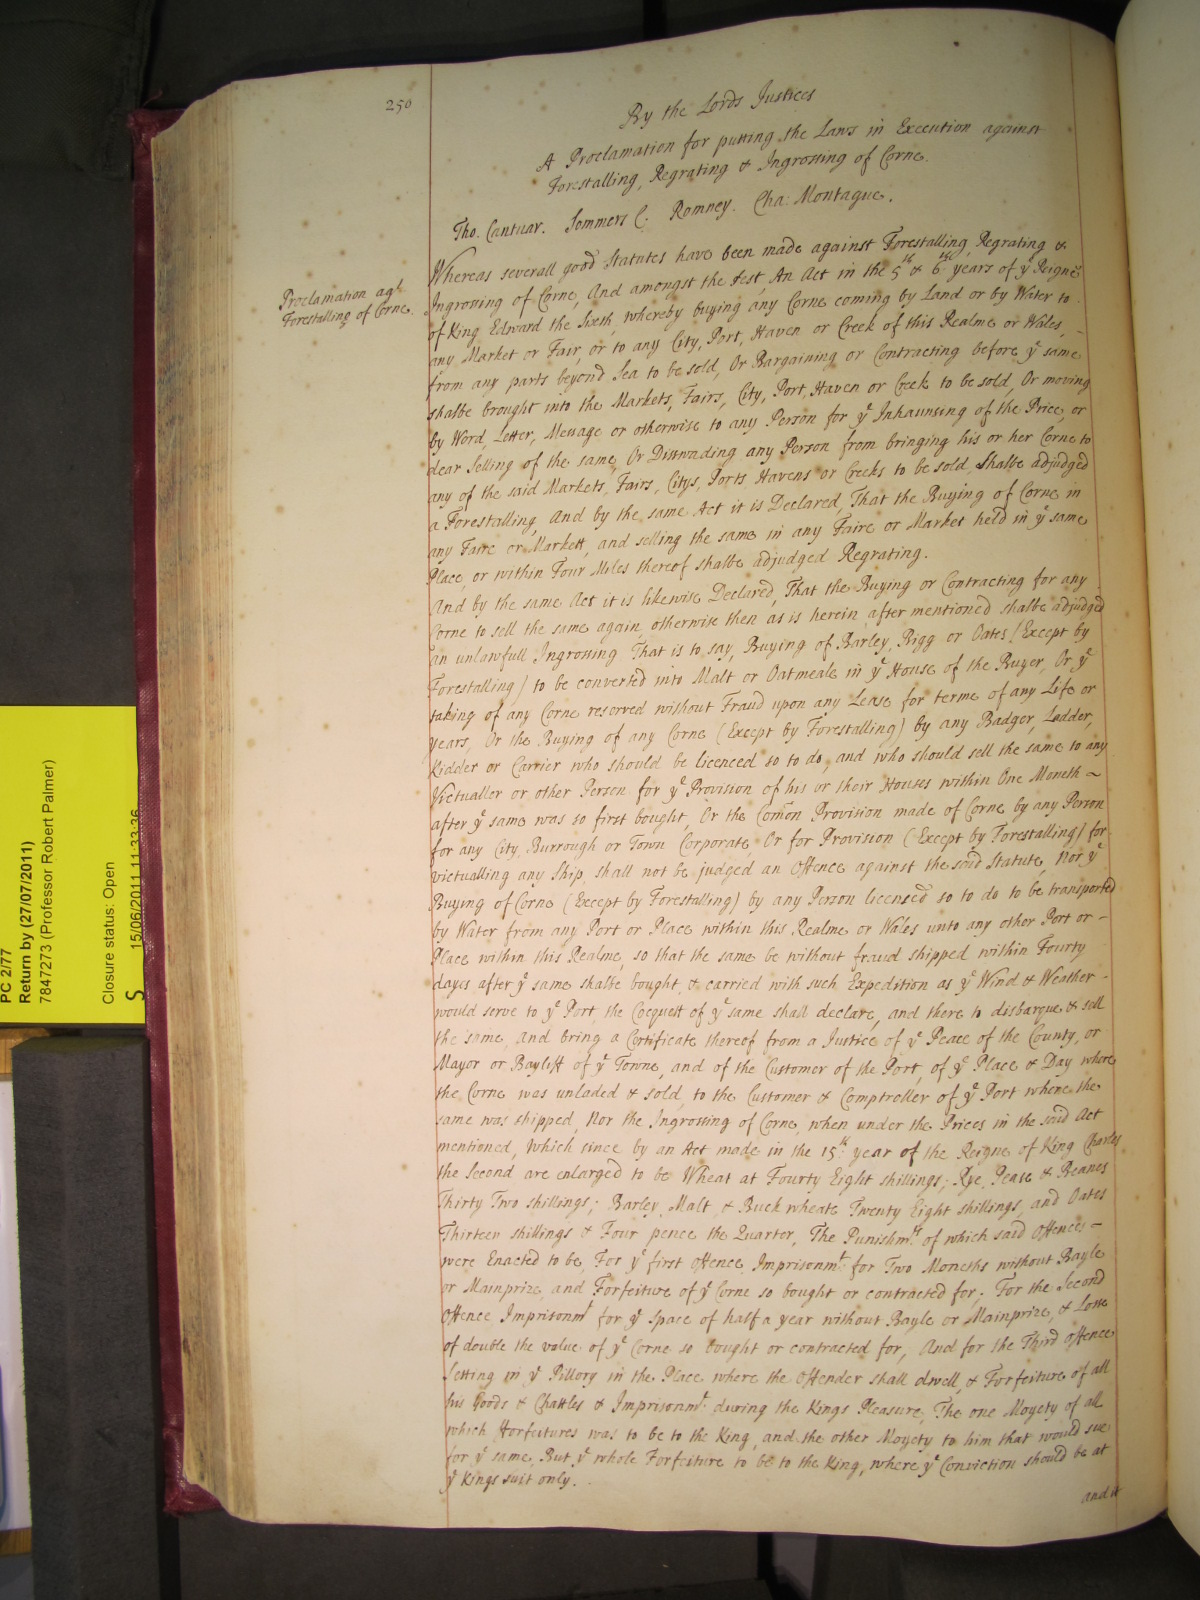 250
By the Lords Justices
A Proclamation for putting the Laws in Execution against
Forestalling, Regrating & Ingrossing of Corne.
Tho. Cantuar. Sommers C. Romney. Cha: Montague.
Proclamation agt
Forestalling of Corne.
Whereas severall good Statutes have been made against Forestalling, Regrating &
Ingrossing of Corne, And amongst the rest, An Act in the 5th & 6th years of ye Reigne
of King Edward the Sixth, whereby buying any Corne coming by Land or by Water to
any Market or Fair, or to any City, Port, Haven or Creek of this Realme or Wales, -
from any parts beyond Sea to be sold, Or Bargaining or Contracting before ye same
shalbe brought into the Markets, Fairs, City, Port, Haven or Creek to be sold, Or moving
by Word, Letter, Message or otherwise to any Person for ye Inhaunsing of the Price, or
dear Selling of the same, Or Disswading any Person from bringing his or her Corne to
any of the said Markets, Fairs, Citys, Ports Havens or Creeks to be sold, Shalbe adjudged
a Forestalling, And by the same Act it is Declared, That the Buying of Corne in
any Faire or Markett, and selling the same in any Faire or Market held in ye same
Place, or within Four Miles thereof shalbe adjudged Regrating.
And by the same Act it is likewise Declared, That the Buying or Contracting for any
Corne to sell the same again, otherwise then as is herein after mentioned shalbe adjudged
an unlawfull Ingrossing That is to say, Buying of Barley, Bigg or Oates (Except by
Forestalling) to be converted into Malt or Oatmeale in ye House of the Buyer, Or ye
taking of any Corne reserved without Fraud upon any Lease for terme of any Life or
years, Or the Buying of any Corne (Except by Forestalling) by any Badger, Ladder,
Kidder or Carrier who should be licenced so to do, and who should sell the same to any
Victualler or other Person for ye Provision of his or their Houses within One Moneth ~
after ye same was so first bought, Or the Comon Provision made of Corne by any Person
for any City, Burrough or Town Corporate Or for Provision (Except by Forestalling) for
victualling any Ship, shall not be judged an Offence against the said Statute, Nor ye
Buying of Corne (Except by Forestalling) by any Person licensed so to do to be transported
by Water from any Port or Place within this Realme or Wales unto any other Port or -
Place within this Realme, so that the same be without fraud shipped within Fourty
dayes after ye same shalbe bought, & carried with such Expedition as ye Wind & Weather -
would serve to ye Port, the Cocquett of ye same shall declare, and there to disbarque & sell
the same, and bring a Certificate thereof from a Justice of ye Peace of the County, or
Mayor or Bayliff of ye Towne, and of the Customer of the Port, of ye Place & Day where
the Corne was unladed & sold, to the Customer & Comptroller of ye Port where the
same was shipped, Nor the Ingrossing of Corne, when under the Prices in the said Act
mentioned, Which since by an Act made in the 15th year of the Reigne of King Charles
the Second are enlarged to be Wheat at Fourty Eight shillings; Rye, Pease & Beanes
Thirty Two shillings; Barley, Malt, & Buckwheate Twenty Eight shillings, and Oates
Thirteen shillings & Four pence the Quarter, The Punishmts of which said Offences -
were Enacted to be, For ye first offence, Imprisonmt for Two Moneths without Bayle
or Mainprize, and Forfeiture of ye Corne so bought or contracted for; For the Second
Offence Imprisonmt for ye space of half a year without Bayle or Mainprize, & Losse
of double the value of ye Corne so bought or contracted for, And for the Third offence
Setting in ye Pillory in the Place where the Offender shall dwell, & Forfeiture of all
his Goods & Chattles & Imprisonmt during the Kings Pleasure, The one Moyety of all
which Forfeitures was to be to the King, and the other Moyety to him that would sue
for ye same, But ye whole Forfeiture to be to the King, where ye Conviction should be at
ye Kings suit only.
and it
PC 2/77
Return by (27/07/2011)
7847273 (Professor Robert Palmer)
Closure status: Open
S 15/06/2011 11:33:36